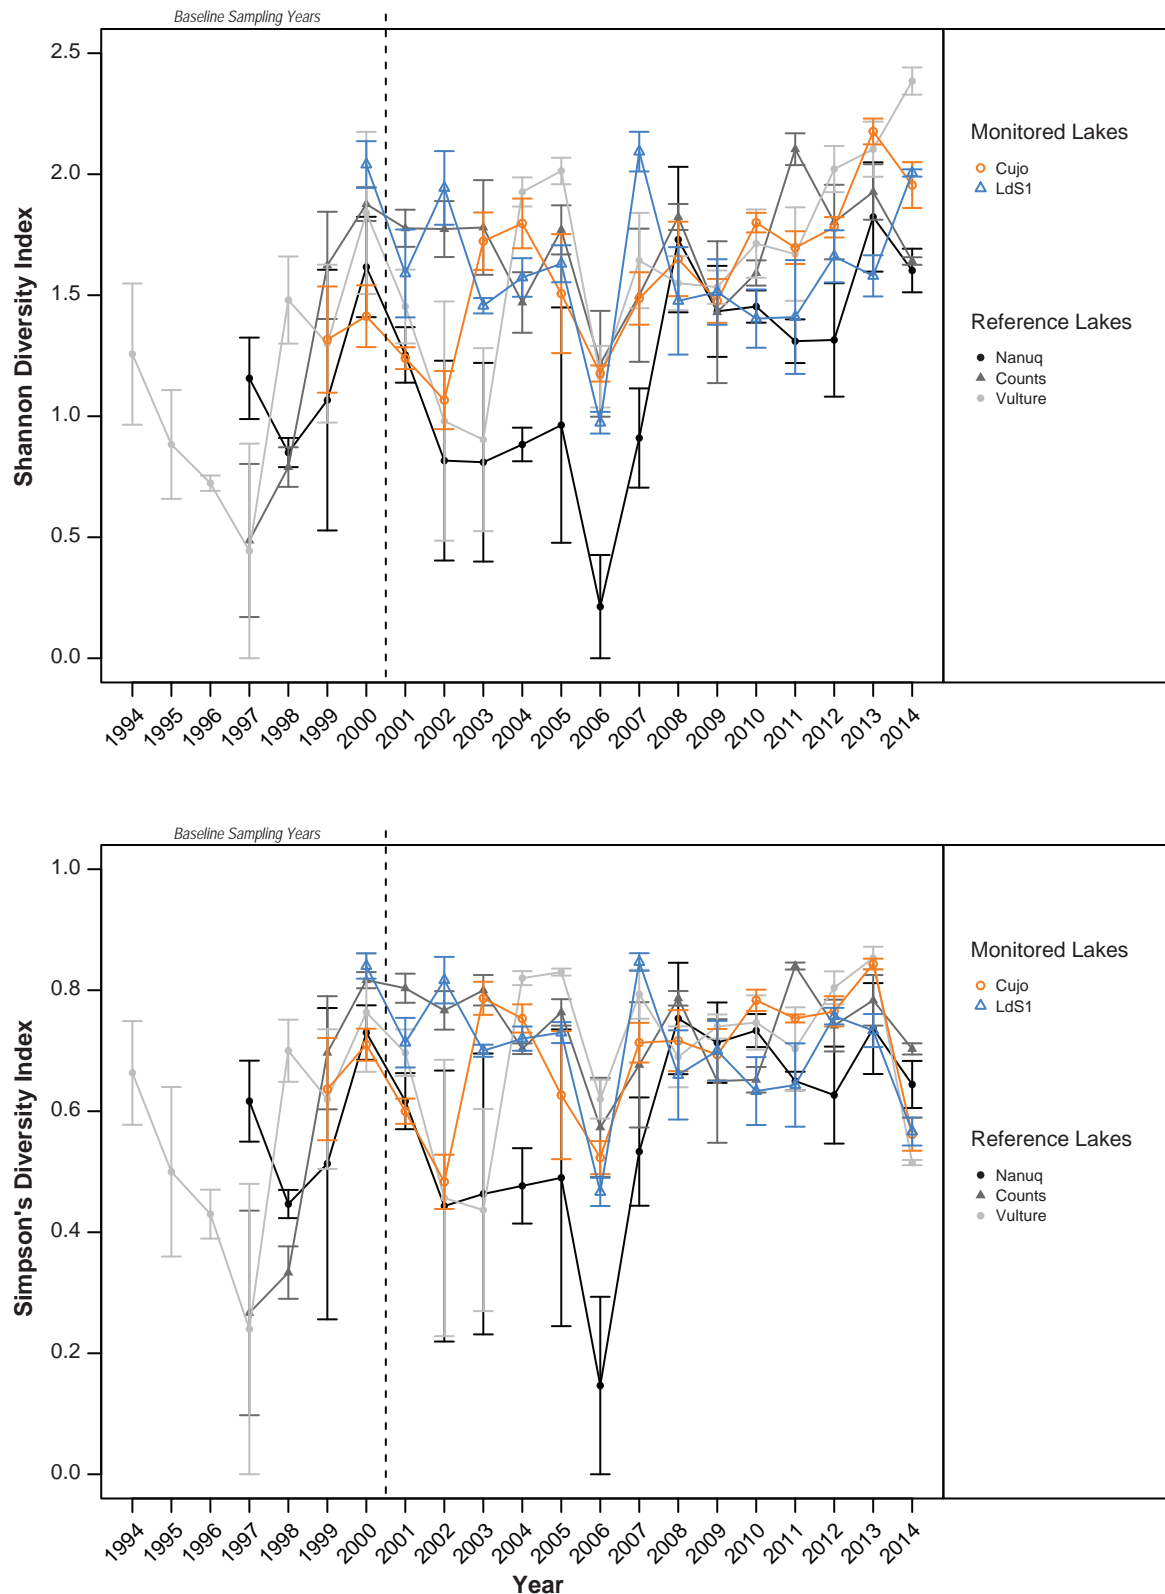 Baseline Sampling Years
Shannon Diversity Index
2.5
2.0
1.5
1.0
0.5
0.0
1994
1995
1996
1997
1998
1999
2000
2001
2002
2003
2004
2005
2006
2007
2008
2009
2010
2011
2012
2013
2014
Monitored Lakes
Cujo
LdS1
Reference Lakes
Nanuq
Counts
Vulture
Baseline Sampling Years
Simpson's Diversity Index
1.0
0.8
0.6
0.4
0.2
0.0
1994
1995
1996
1997
1998
1999
2000
2001
2002
2003
2004
2005
2006
2007
2008
2009
2010
2011
2012
2013
2014
Year
Monitored Lakes
Cujo
LdS1
Reference Lakes
Nanuq
Counts
Vulture